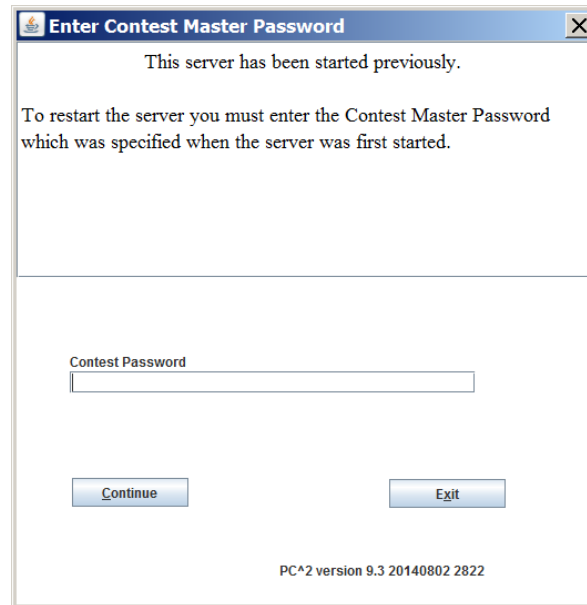 Enter Contest Master Password
This server has been started previously.
To restart the server you must enter the Contest Master Password
which was specified when the server was first started.
Contest Password
Continue Exit
PC^2 version 9.3 20140802 2822